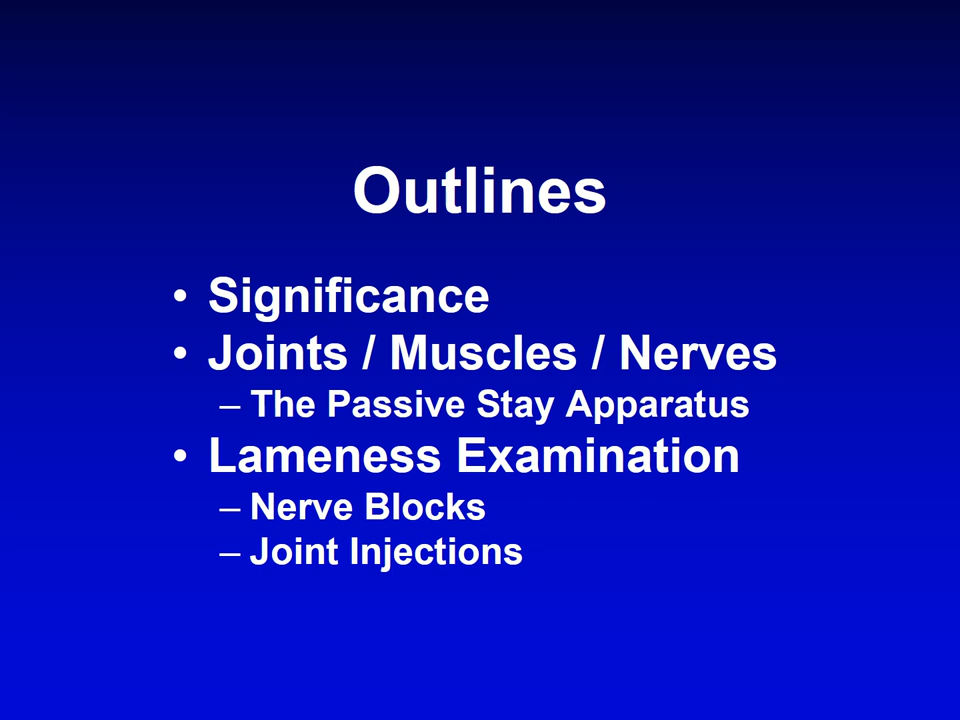 Outlines
• Significance
• Joints / Muscles / Nerves
– The Passive Stay Apparatus
• Lameness Examination
– Nerve Blocks
– Joint Injections